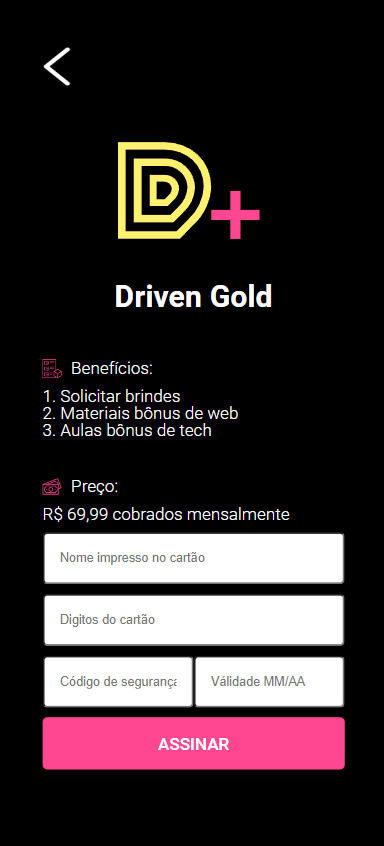 D+
Driven Gold
Benefícios:
1. Solicitar brindes
2. Materiais bônus de web
3. Aulas bônus de tech
Preço:
R$ 69,99 cobrados mensalmente
Nome impresso no cartão
Digitos do cartão
Código de segurança Válidade MM/AA
ASSINAR